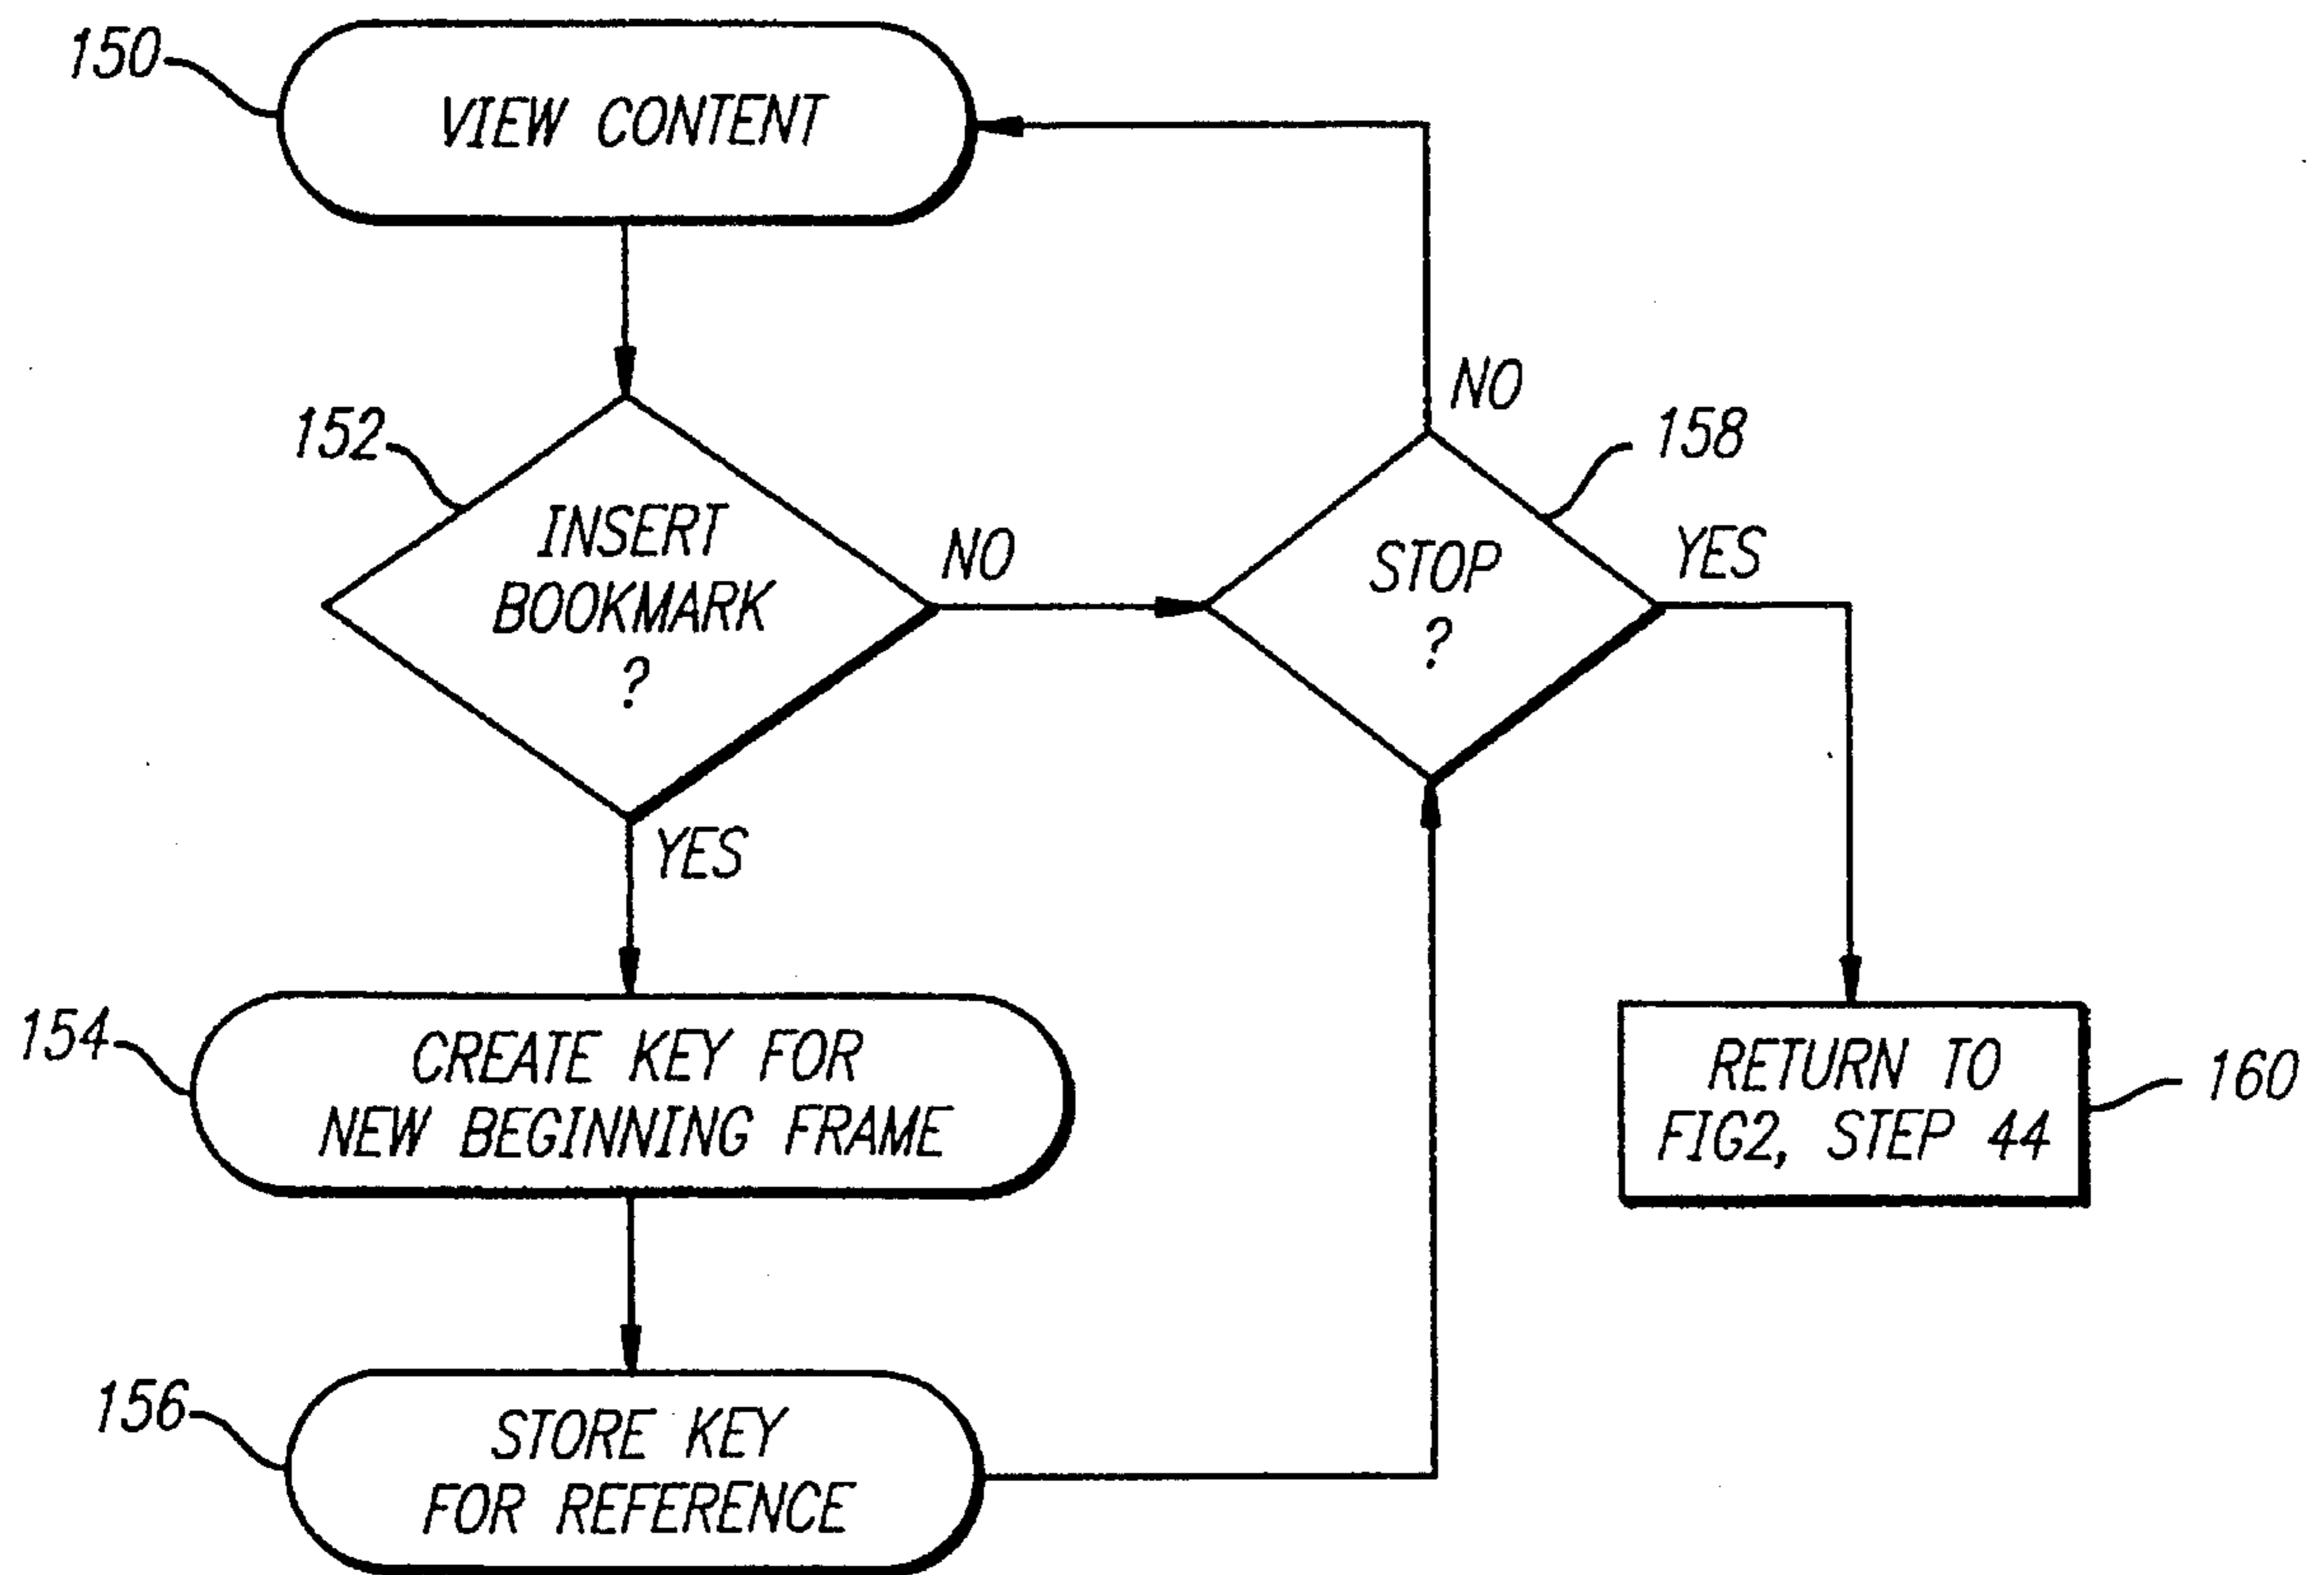 150
VIEW CONTENT
152
INSERT
BOOKMARK
?
NO
YES
NO
158
STOP
?
YES
154
CREATE KEY FOR
NEW BEGINNING FRAME
156
STORE KEY
FOR REFERENCE
RETURN TO
FIG2, STEP 44
160